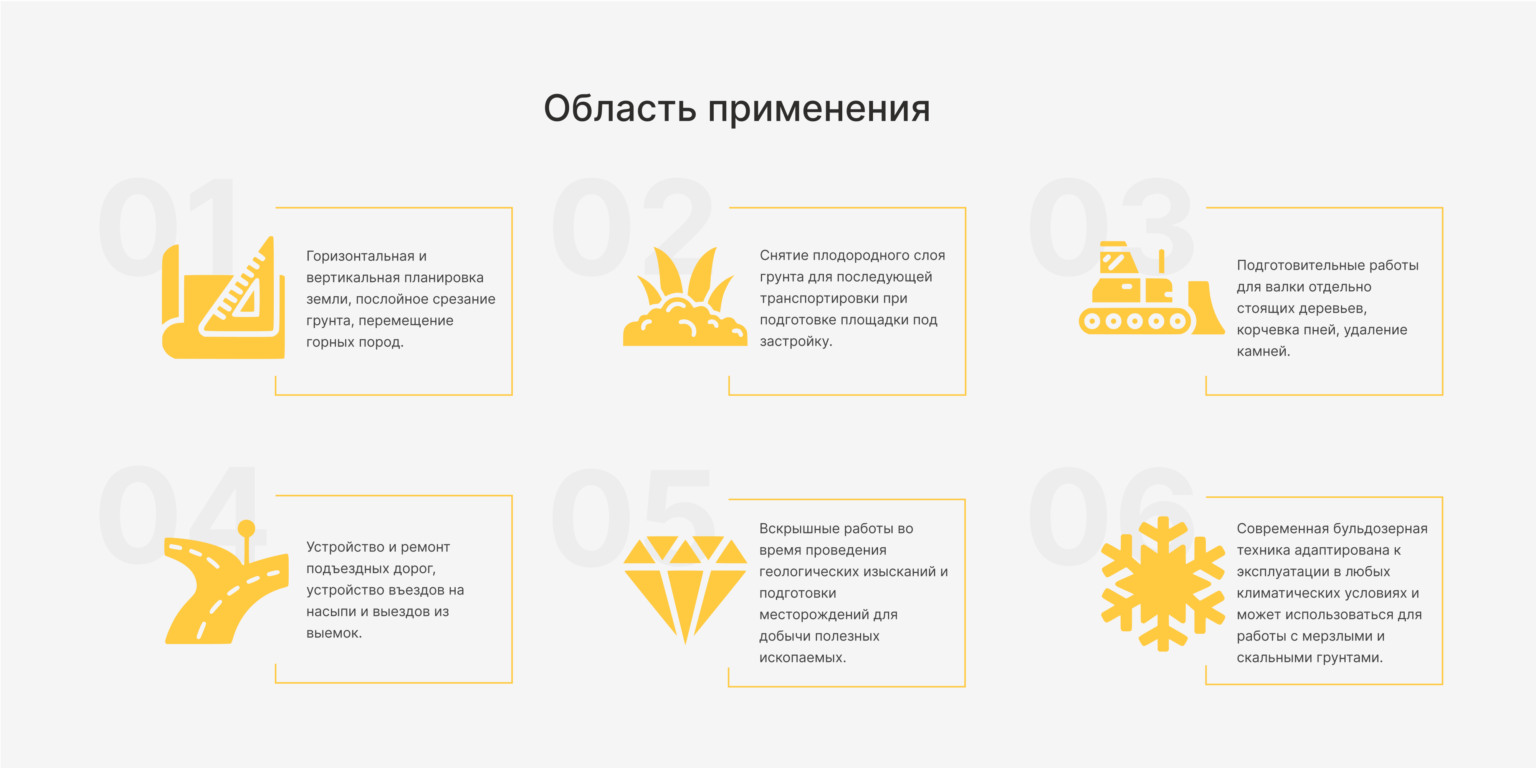 Область применения
01
Горизонтальная и
вертикальная планировка
земли, послойное срезание
грунта, перемещение
горных пород.
02
Снятие плодородного слоя
грунта для последующей
транспортировки при
подготовке площадки под
застройку.
03
Подготовительные работы
для валки отдельно
стоящих деревьев,
корчевка пней, удаление
камней.
04
Устройство и ремонт
подъездных дорог,
устройство въездов на
насыпи и выездов из
выемок.
05
Вскрышные работы во
время проведения
геологических изысканий и
подготовки
месторождений для
добычи полезных
ископаемых.
06
Современная бульдозерная
техника адаптирована к
эксплуатации в любых
климатических условиях и
может использоваться для
работы с мерзлыми и
скальными грунтами.